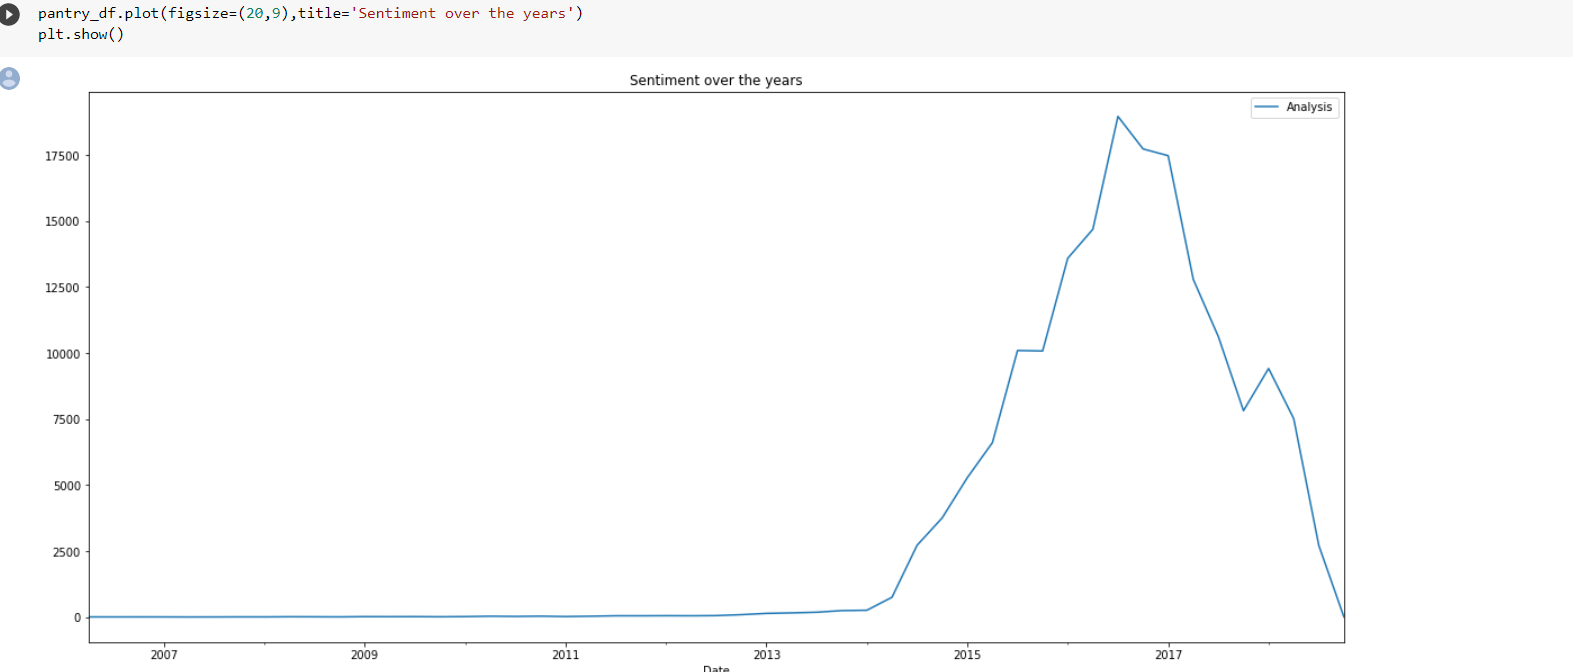 pantry_df.plot(figsize=(20,9),title='Sentiment over the years')
plt.show()
Sentiment over the years
Analysis
17500
15000
12500
10000
7500
5000
2500
0
2007 2009 2011 2013 2015 2017
Date